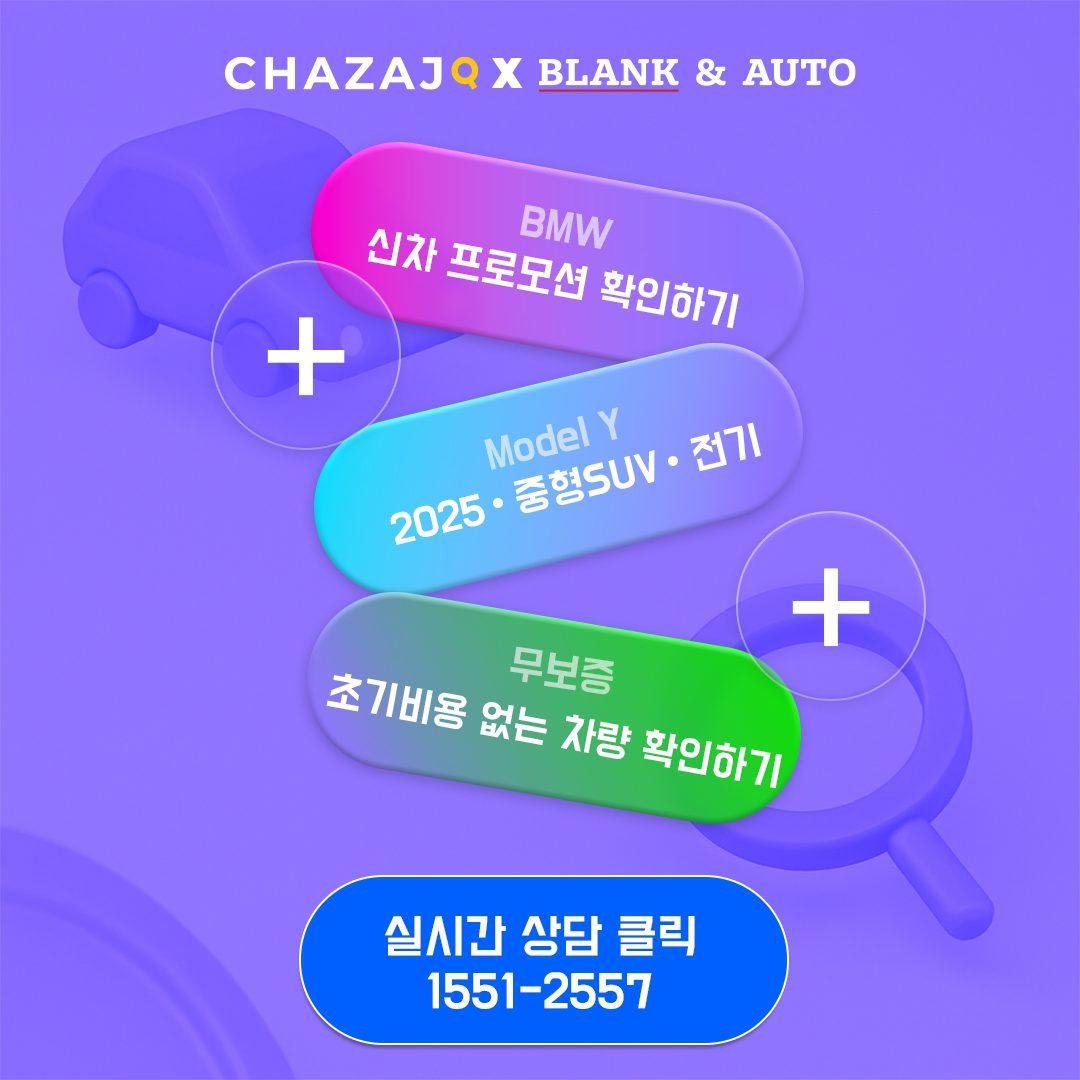 CHAZAJQ X BLANK & AUTO
BMW
신차 프로모션 확인하기
Model Y
2025 • 중형SUV • 전기
무보증
초기비용 없는 차량 확인하기
실시간 상담 클릭
1551-2557